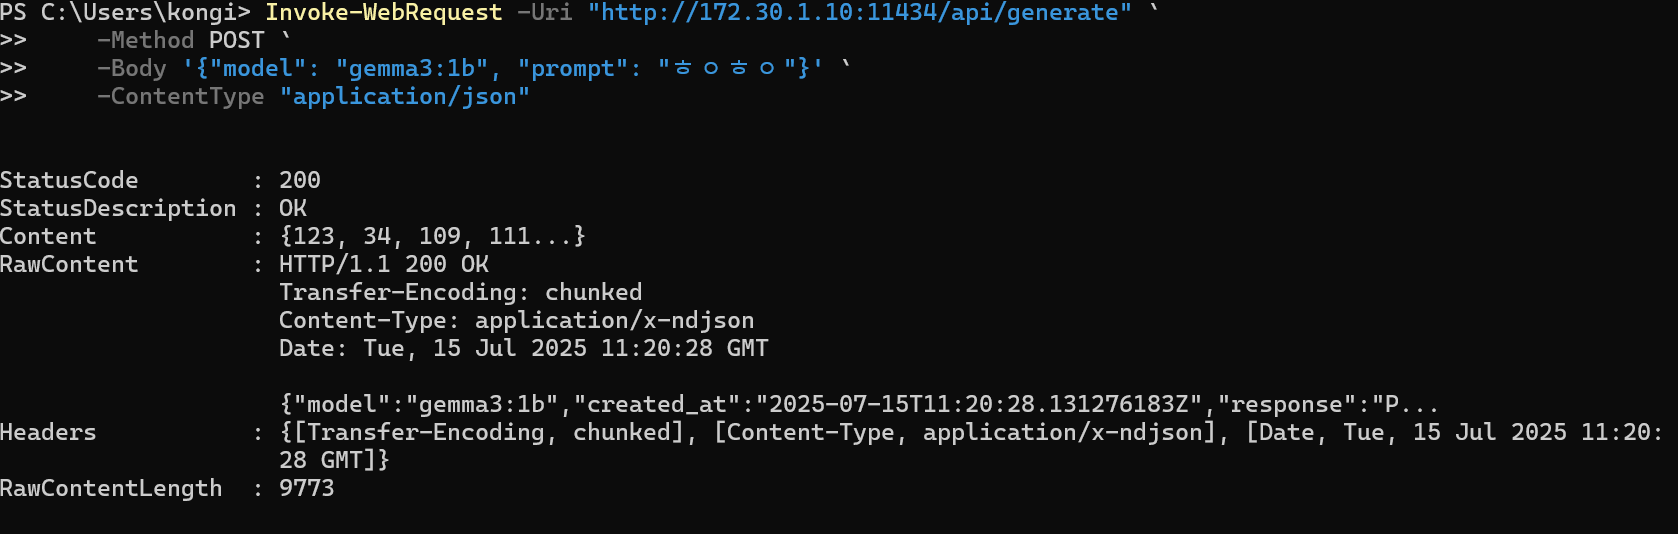 PS C:\Users\kongi> Invoke-WebRequest -Uri "http://172.30.1.10:11434/api/generate" `
>>     -Method POST `
>>     -Body '{"model": "gemma3:1b", "prompt": "ㅎㅇㅎㅇ"}' `
>>     -ContentType "application/json"
StatusCode        : 200
StatusDescription : OK
Content           : {123, 34, 109, 111...}
RawContent        : HTTP/1.1 200 OK
                    Transfer-Encoding: chunked
                    Content-Type: application/x-ndjson
                    Date: Tue, 15 Jul 2025 11:20:28 GMT
                    {"model":"gemma3:1b","created_at":"2025-07-15T11:20:28.131276183Z","response":"P...
Headers           : {[Transfer-Encoding, chunked], [Content-Type, application/x-ndjson], [Date, Tue, 15 Jul 2025 11:20:
                    28 GMT]}
RawContentLength  : 9773